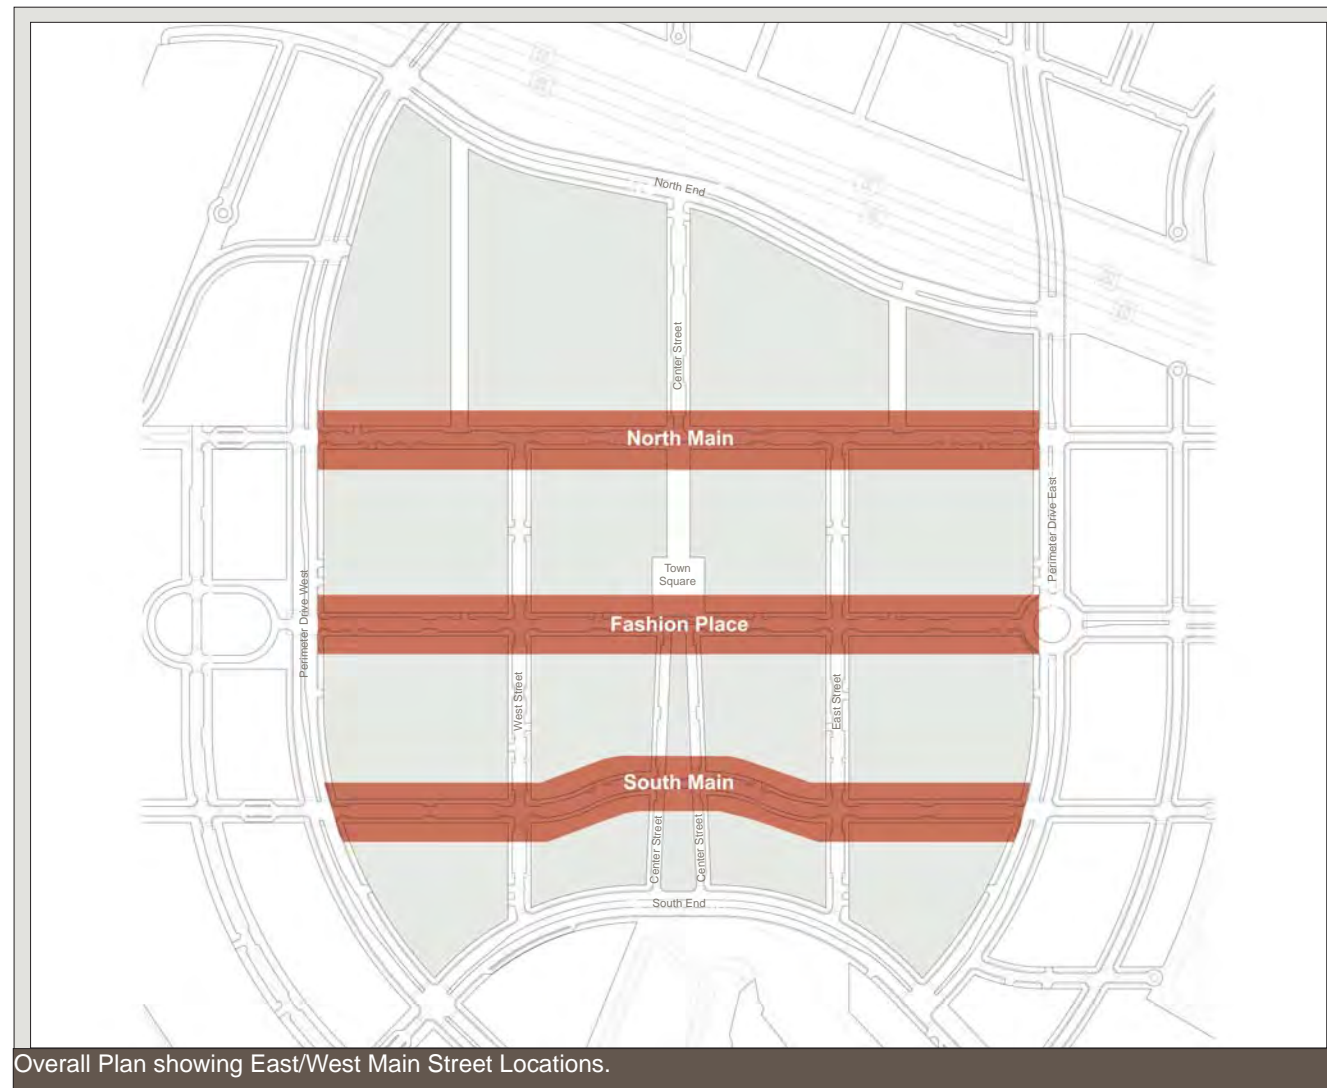 North End
Center Street
North Main
Perimeter Drive East
Town
Square
Perimeter Drive West
Fashion Place
West Street
East Street
South Main
Center Street
Center Street
South End
Overall Plan showing East/West Main Street Locations.